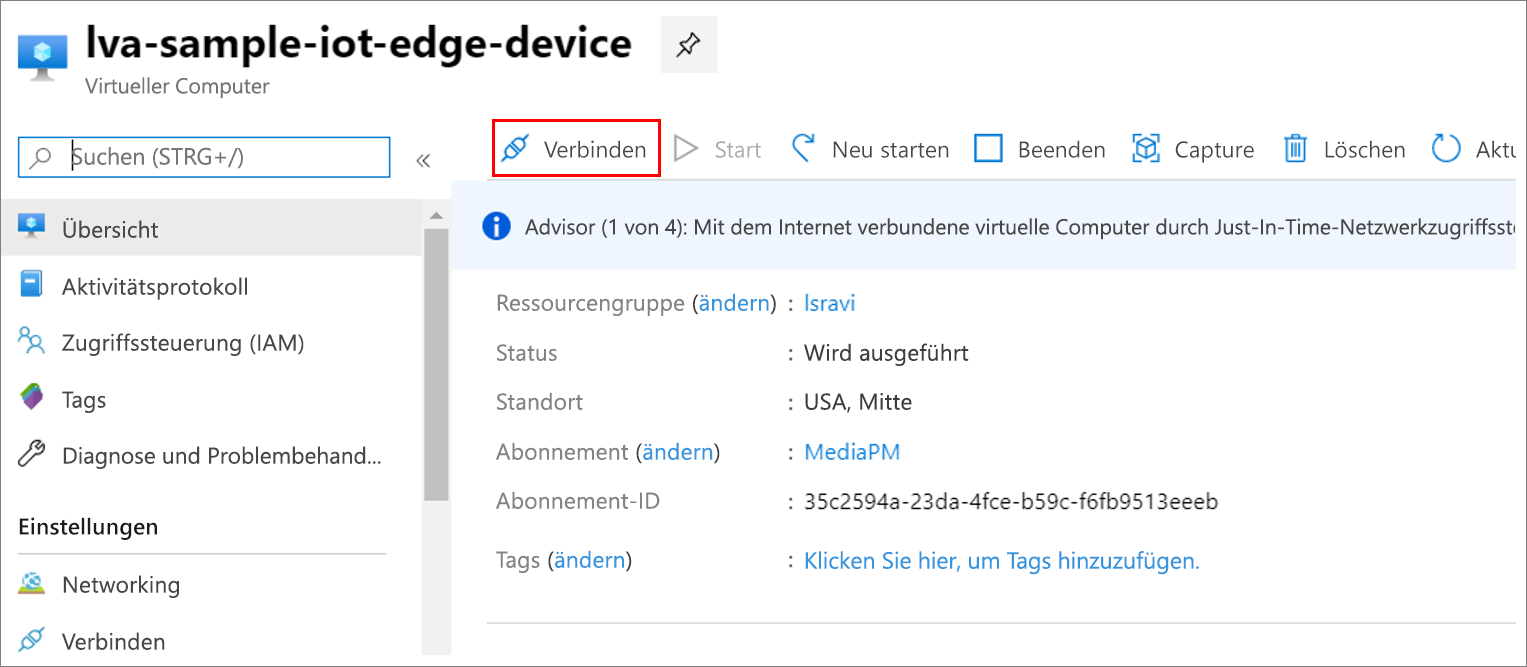 lva-sample-iot-edge-device
Virtueller Computer
Suchen (STRG+/)
«
Verbinden
Start
Neu starten
Beenden
Capture
Löschen
Aktu
Übersicht
Aktivitätsprotokoll
Zugriffssteuerung (IAM)
Tags
Diagnose und Problembehand...
Einstellungen
Networking
Verbinden
Advisor (1 von 4): Mit dem Internet verbundene virtuelle Computer durch Just-In-Time-Netzwerkzugriffsste
Ressourcengruppe (ändern) : lsravi
Status : Wird ausgeführt
Standort : USA, Mitte
Abonnement (ändern) : MediaPM
Abonnement-ID : 35c2594a-23da-4fce-b59c-f6fb9513eeeb
Tags (ändern) : Klicken Sie hier, um Tags hinzuzufügen.